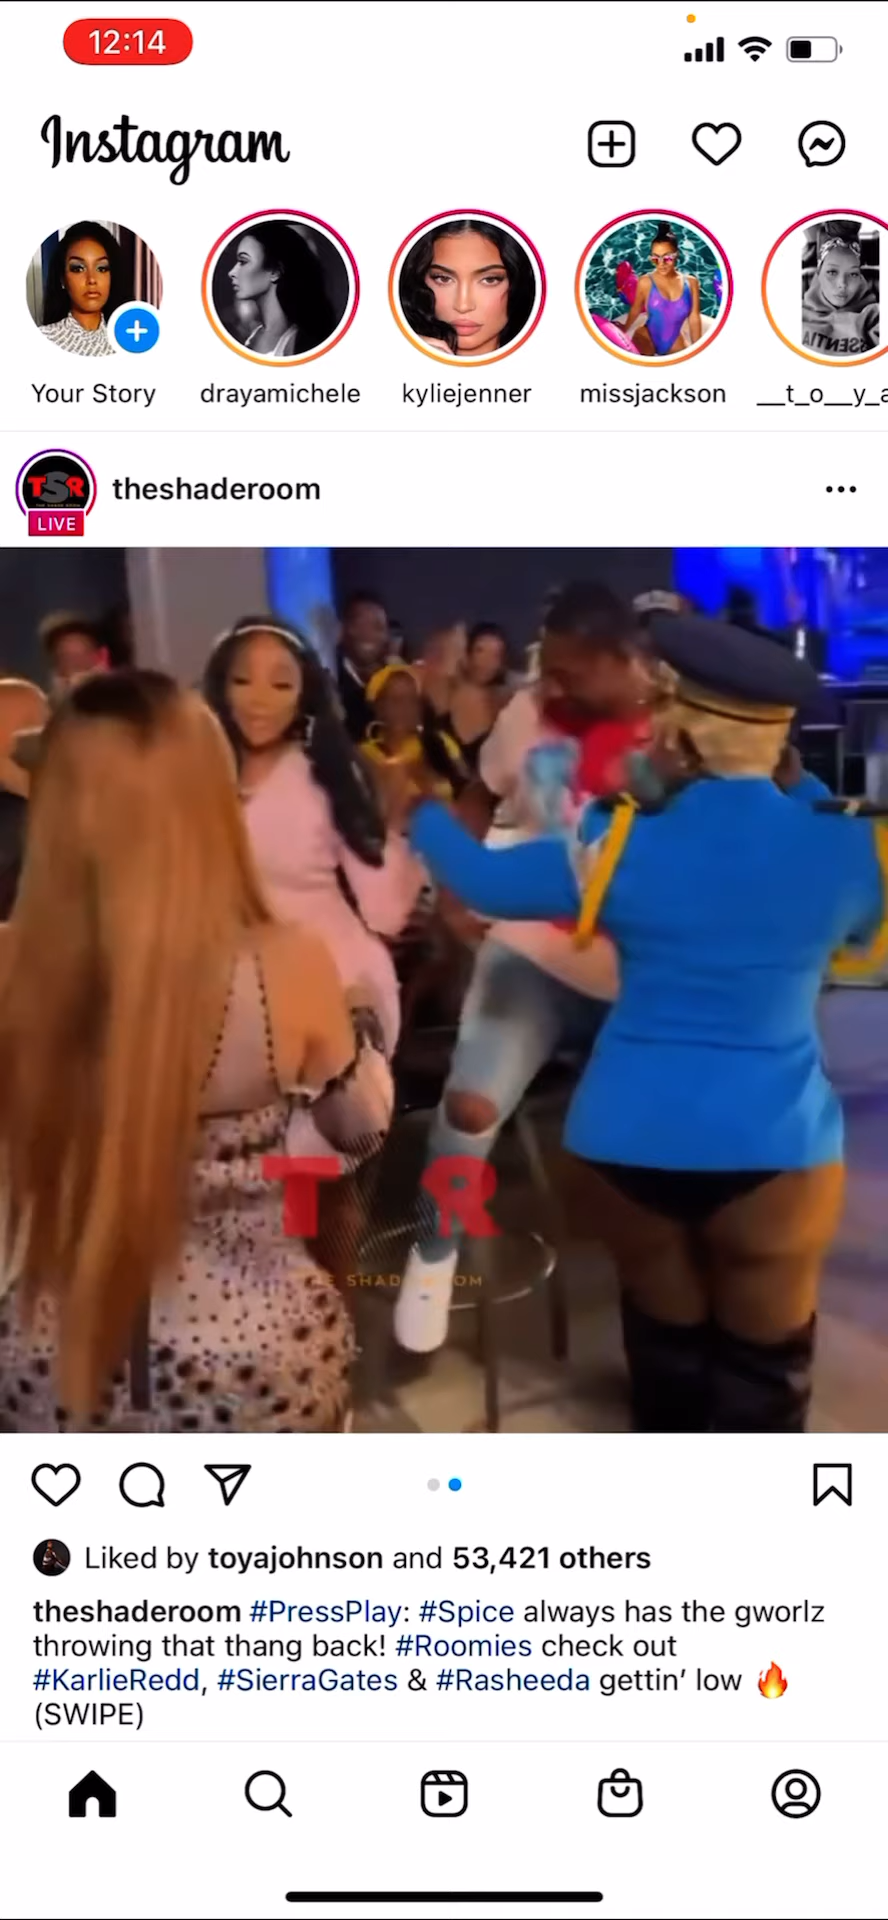 12:14
Instagram
Your Story
drayamichele
kyliejenner
missjackson
__t_o__y_a
TSR
LIVE
theshaderoom
T R
Liked by toyajohnson and 53,421 others
theshaderoom #PressPlay: #Spice always has the gworlz
throwing that thang back! #Roomies check out
#KarlieRedd, #SierraGates & #Rasheeda gettin’ low 🔥
(SWIPE)